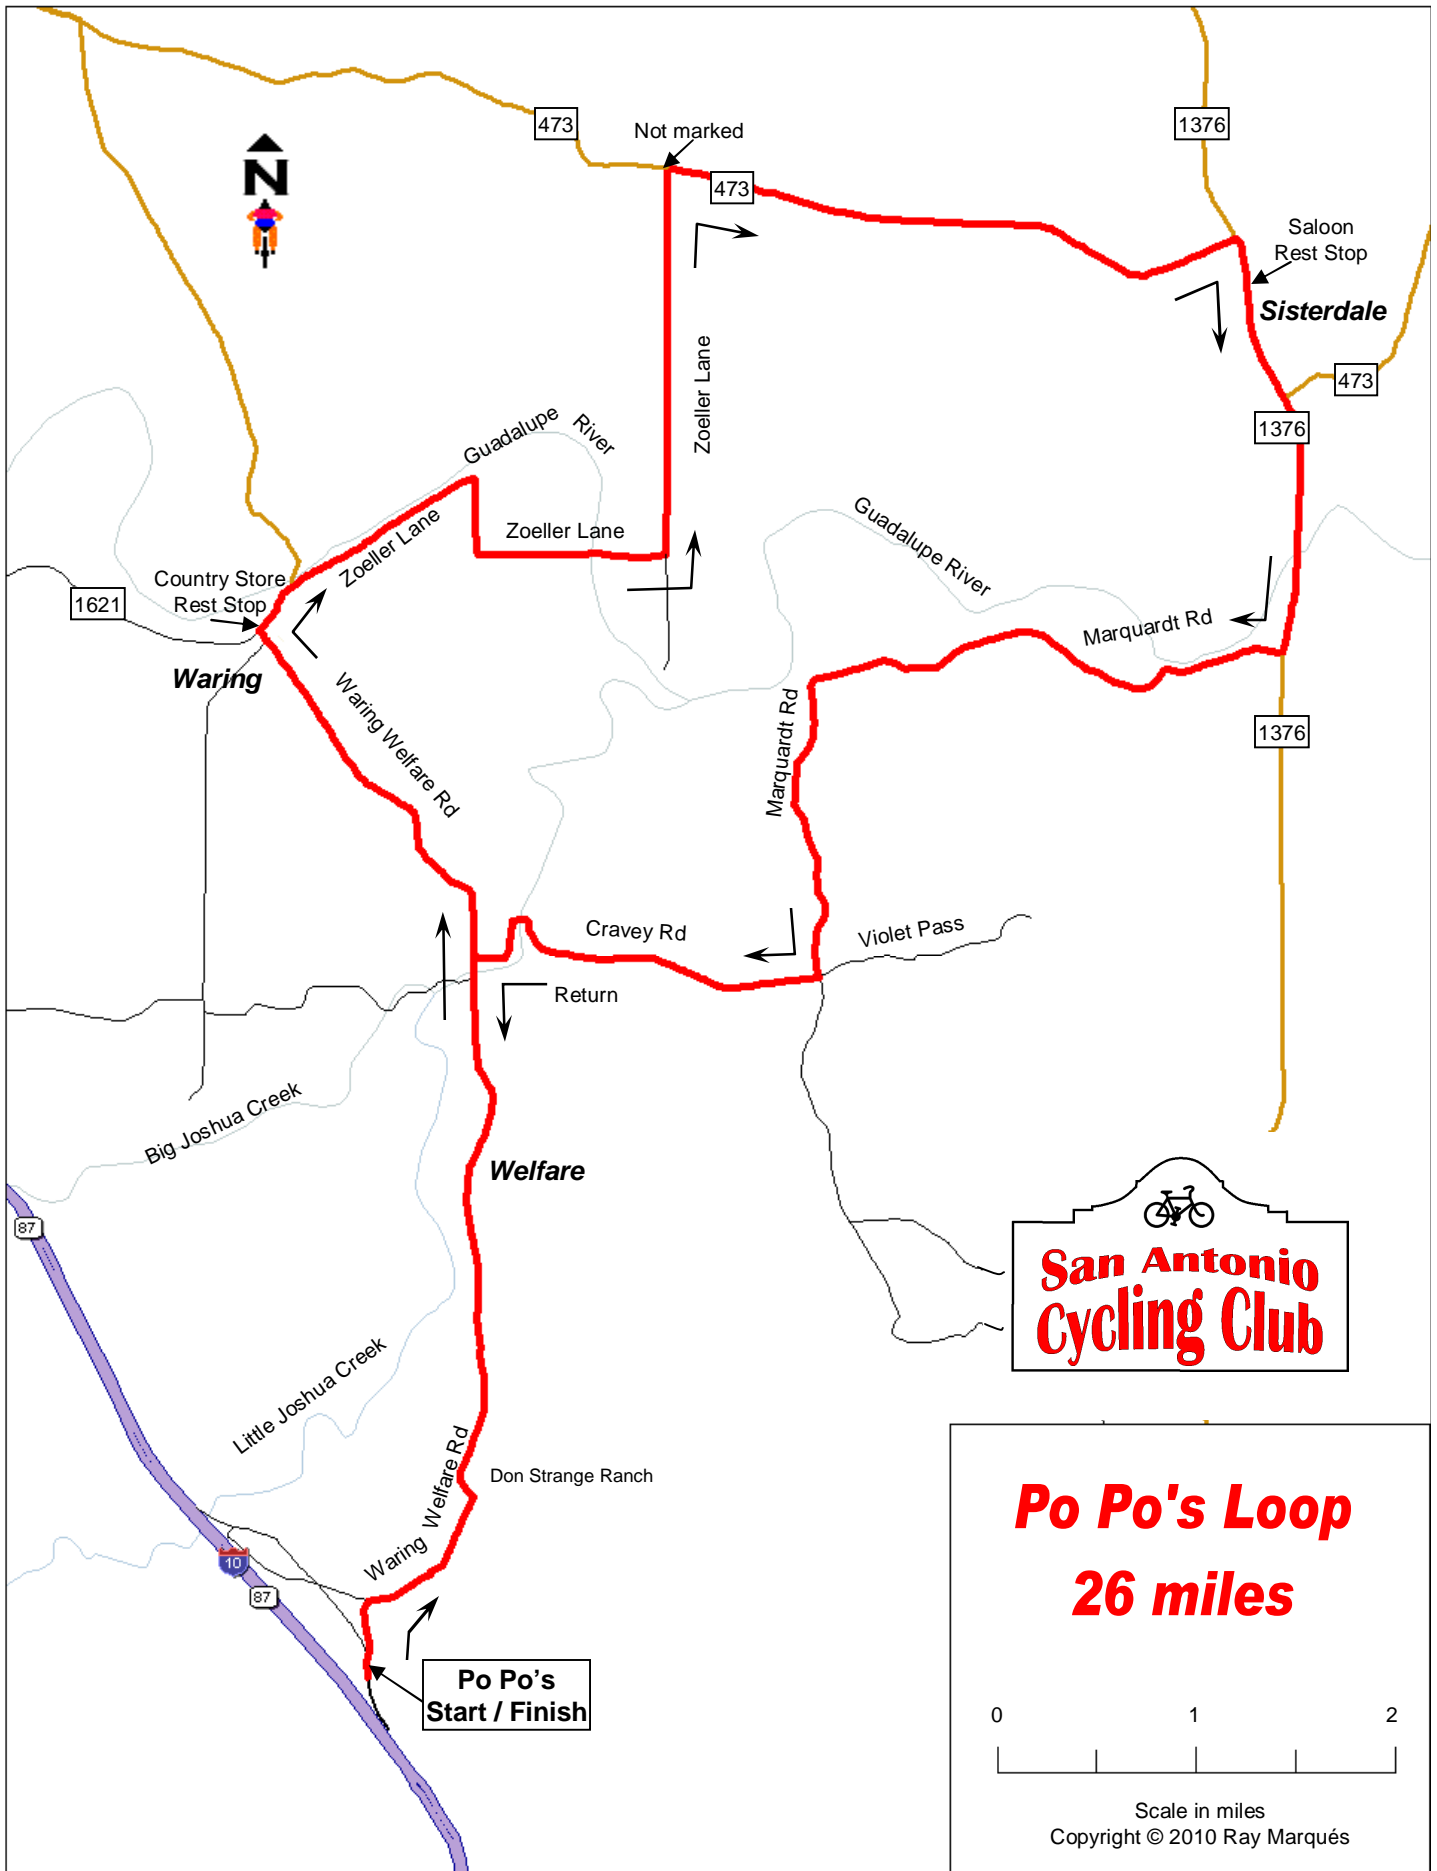 473
Not marked
1376
473
N
Saloon
Rest Stop
Sisterdale
473
1376
Zoeller Lane
Guadalupe
River
Zoeller Lane
Zoeller Lane
Guadalupe River
Country Store
Rest Stop
1621
Waring
Marquardt Rd
Waring Welfare Rd
Marquardt Rd
1376
Cravey Rd
Violet Pass
Return
Big Joshua Creek
Welfare
87
San Antonio
Cycling Club
Little Joshua Creek
Waring Welfare Rd
Don Strange Ranch
10
87
Po Po's
Start / Finish
Po Po's Loop
26 miles
0 1 2
Scale in miles
Copyright © 2010 Ray Marqués